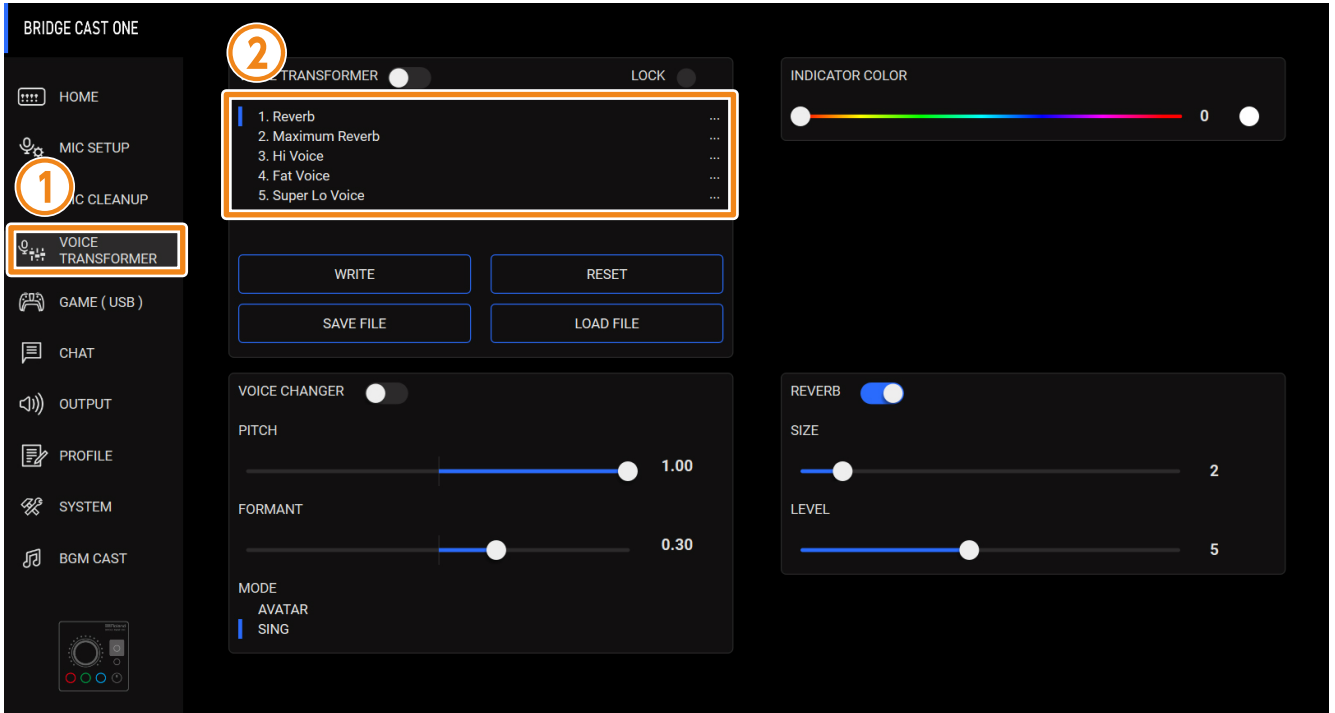 BRIDGE CAST ONE
HOME
MIC SETUP
1
IC CLEANUP
VOICE
TRANSFORMER
GAME ( USB )
CHAT
OUTPUT
PROFILE
SYSTEM
BGM CAST
2
TRANSFORMER
LOCK
1. Reverb ...
2. Maximum Reverb ...
3. Hi Voice ...
4. Fat Voice ...
5. Super Lo Voice ...
WRITE
RESET
SAVE FILE
LOAD FILE
INDICATOR COLOR
0
VOICE CHANGER
PITCH
1.00
FORMANT
0.30
MODE
AVATAR
SING
REVERB
SIZE
2
LEVEL
5